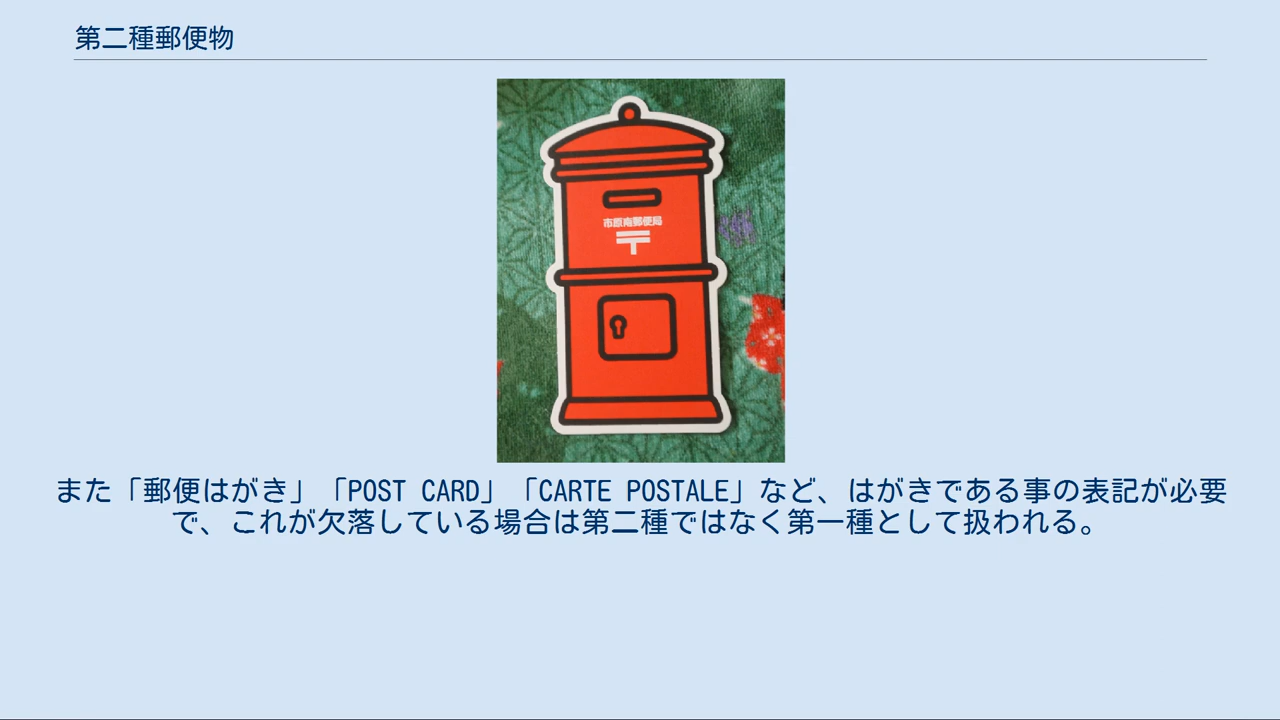 第二種郵便物
市原南郵便局
〒
また「郵便はがき」「POST CARD」「CARTE POSTALE」など、はがきである事の表記が必要
で、これが欠落している場合は第二種ではなく第一種として扱われる。